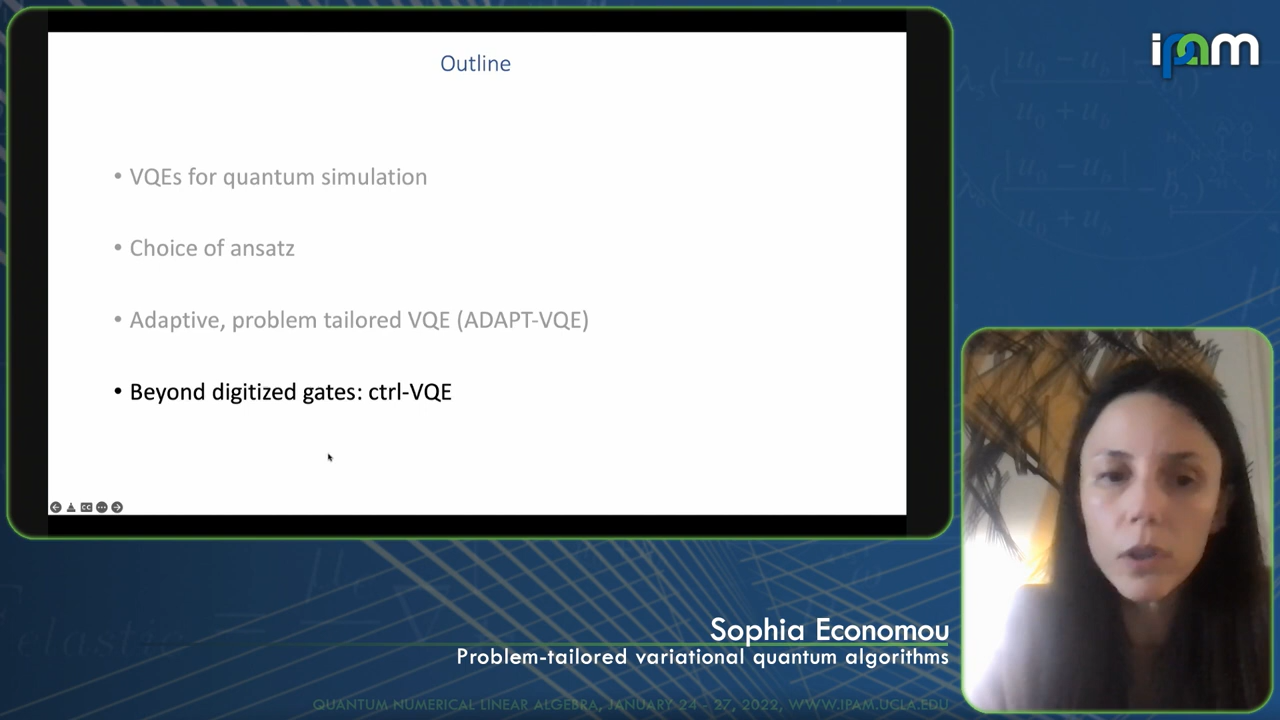 ipam
Outline
• VQEs for quantum simulation
• Choice of ansatz
• Adaptive, problem tailored VQE (ADAPT-VQE)
• Beyond digitized gates: ctrl-VQE
CC
Sophia Economou
Problem-tailored variational quantum algorithms
QUANTUM NUMERICAL LINEAR ALGEBRA, JANUARY 24 - 27, 2022, WWW.IPAM.UCLA.EDU